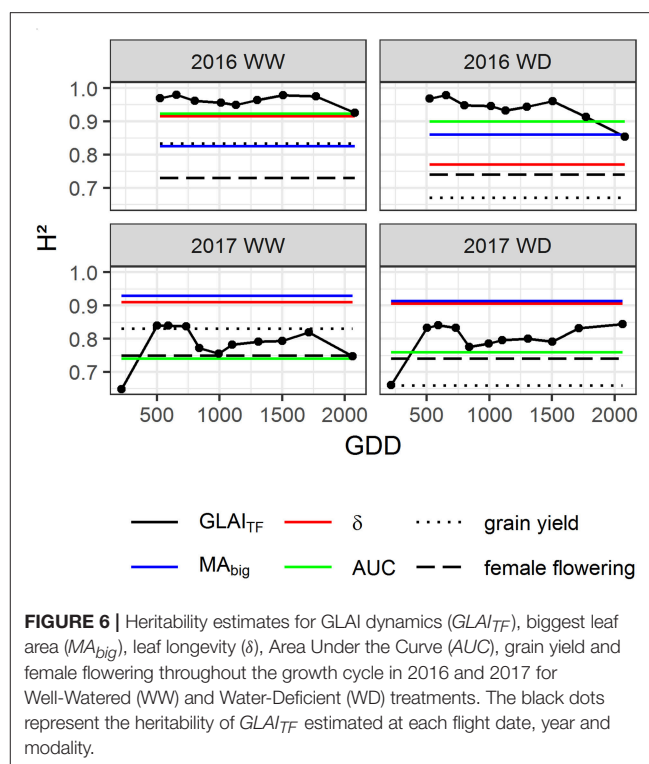 2016 WW 2016 WD
1.0
0.9
0.8
0.7
H²
2017 WW 2017 WD
1.0
0.9
0.8
0.7
500 1000 1500 2000 500 1000 1500 2000
GDD
GLAI_TF δ grain yield
MA_big AUC female flowering
FIGURE 6 | Heritability estimates for GLAI dynamics (GLAI_TF), biggest leaf
area (MA_big), leaf longevity (δ), Area Under the Curve (AUC), grain yield and
female flowering throughout the growth cycle in 2016 and 2017 for
Well-Watered (WW) and Water-Deficient (WD) treatments. The black dots
represent the heritability of GLAI_TF estimated at each flight date, year and
modality.